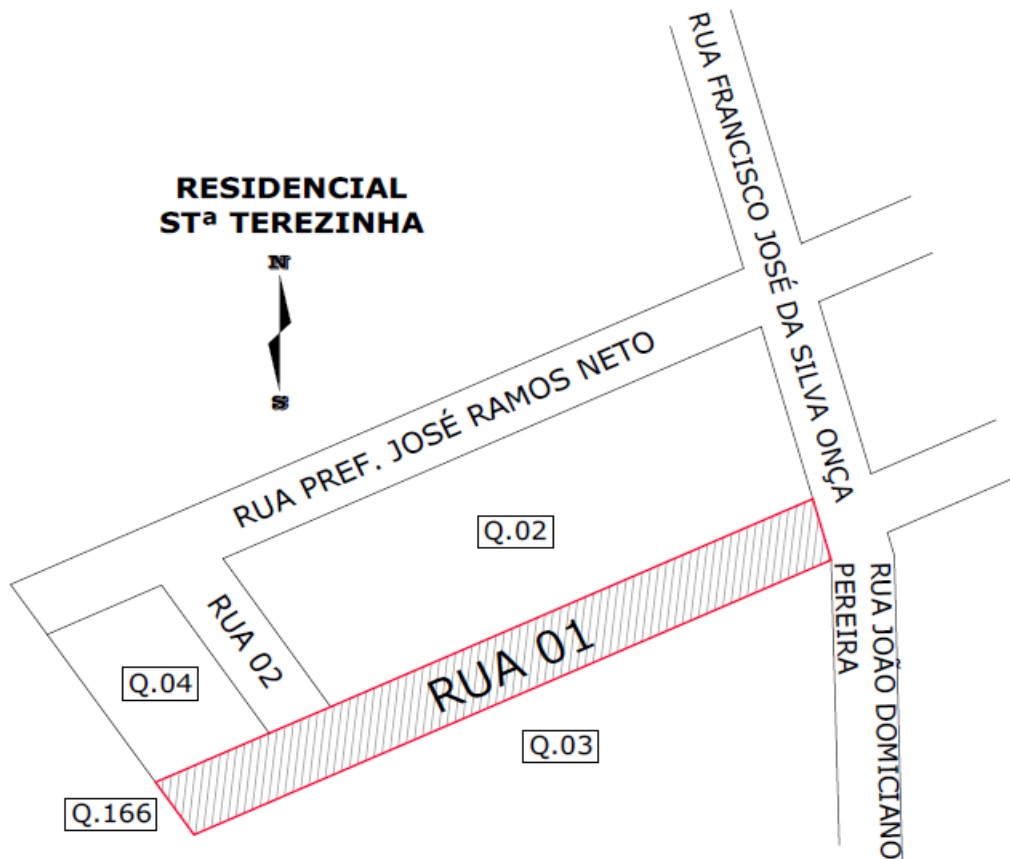 RUA FRANCISCO JOSÉ DA SILVA ONÇA
RESIDENCIAL
STª TEREZINHA
N
S
RUA PREF. JOSÉ RAMOS NETO
Q.02
RUA 02
RUA 01
Q.04
Q.03
Q.166
RUA JOÃO DOMICIANO
PEREIRA